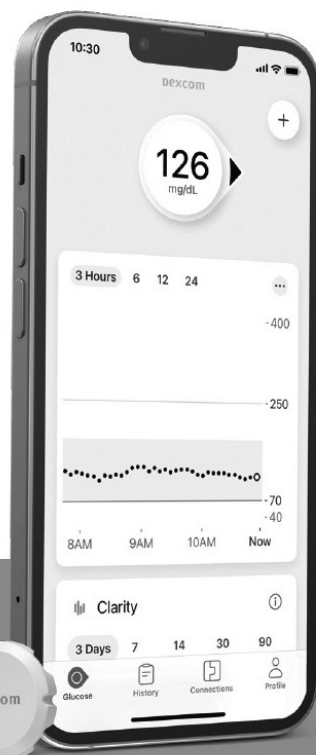 10:30
Dexcom
+
126
mg/dL
3 Hours 6 12 24
400
250
70
40
8AM 9AM 10AM Now
Clarity
3 Days 7 14 30 90
Glucose History Connections Profile
com